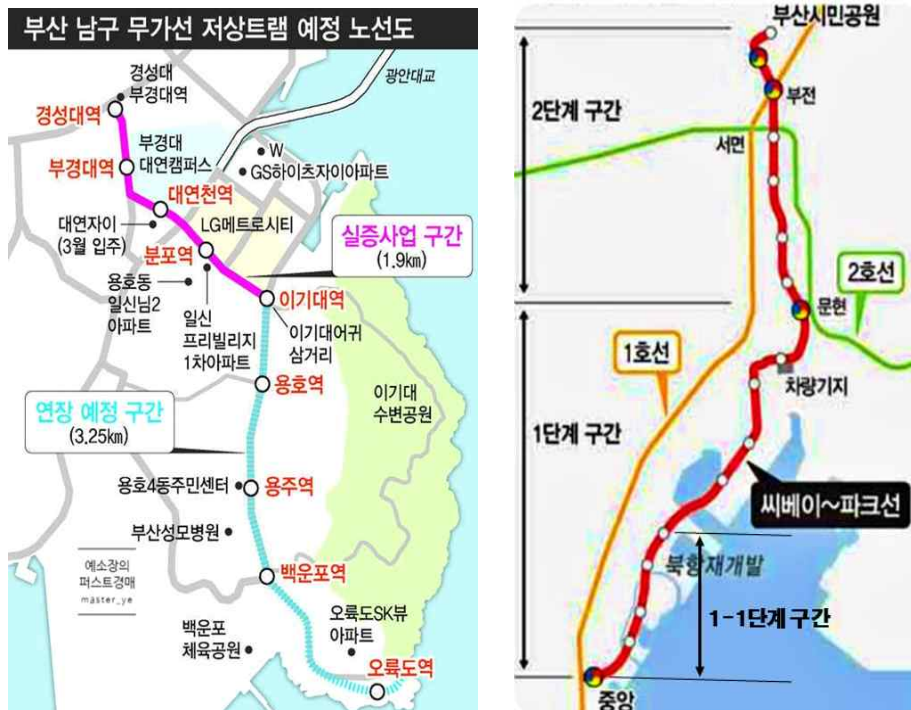 부산 남구 무가선 저상트램 예정 노선도
경성대
부경대역
광안대교
경성대역
부경대
대연캠퍼스
W
GS하이츠자이아파트
부경대역
대연천역
대연자이
(3월 입주)
LG메트로시티
실증사업 구간
(1.9km)
분포역
용호동
일신님2
아파트
일신
프리빌리지
1차아파트
이기대역
이기대어귀
삼거리
용호역
이기대
수변공원
연장 예정 구간
(3.25km)
용호4동주민센터
용주역
부산성모병원
백운포역
예소장의
퍼스트경매
master_ye
오륙도SK뷰
아파트
백운포
체육공원
오륙도역
부산시민공원
2단계 구간
부전
서면
2호선
문현
1호선
차량기지
1단계 구간
씨베이~파크선
북항재개발
1-1단계 구간
중앙